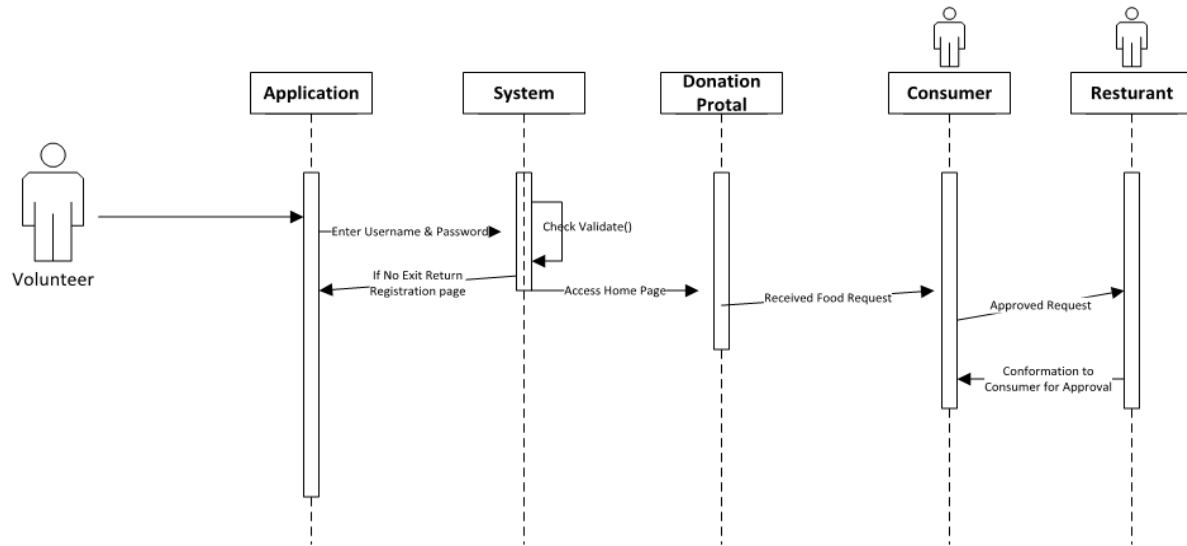 Application
System
Donation
Protal
Consumer
Resturant
Volunteer
Enter Username & Password
Check Validate()
If No Exit Return
Registration page
Access Home Page
Received Food Request
Approved Request
Conformation to
Consumer for Approval